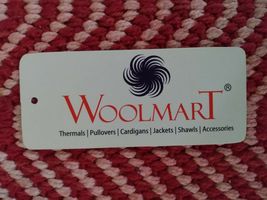 WOOLMART®
Thermals | Pullovers | Cardigans | Jackets | Shawls | Accessories